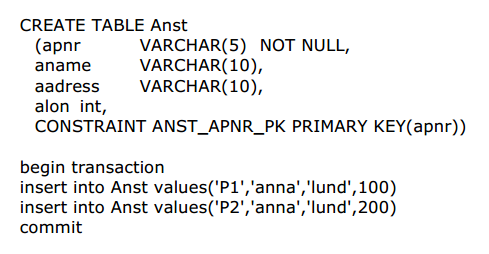 CREATE TABLE Anst
(apnr VARCHAR(5) NOT NULL,
aname VARCHAR(10),
aadress VARCHAR(10),
alon int,
CONSTRAINT ANST_APNR_PK PRIMARY KEY(apnr))
begin transaction
insert into Anst values('P1','anna','lund',100)
insert into Anst values('P2','anna','lund',200)
commit